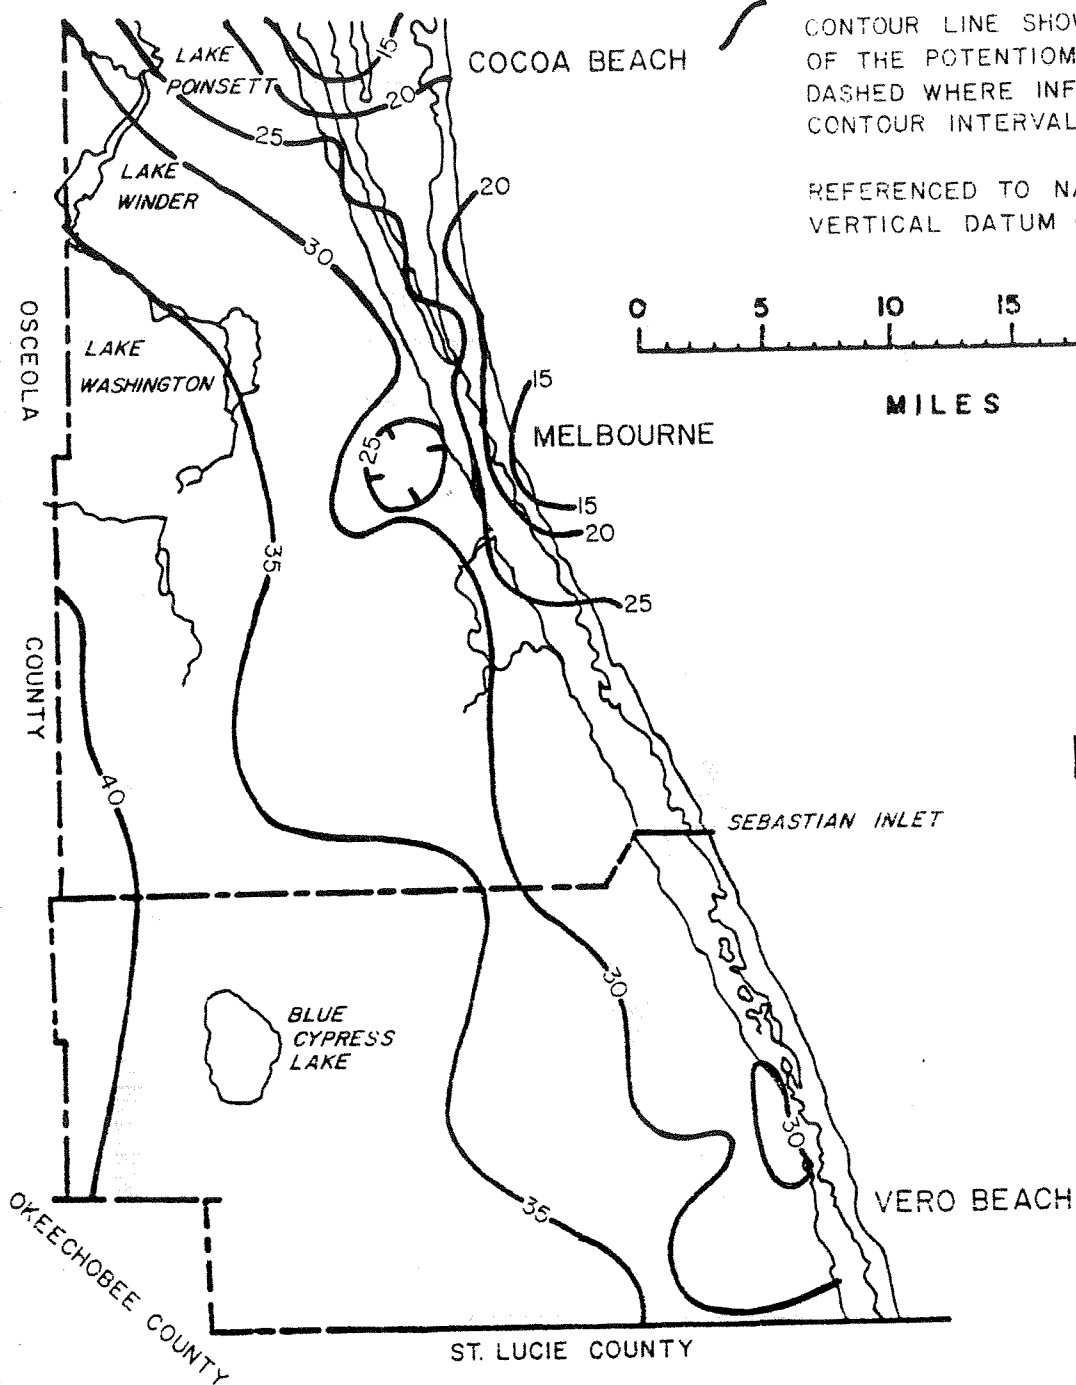 CONTOUR LINE SHOW
OF THE POTENTIOM
DASHED WHERE INF
CONTOUR INTERVAL
REFERENCED TO NA
VERTICAL DATUM
0 5 10 15
MILES
LAKE
POINSETT
COCOA BEACH
15
20
25
LAKE
WINDER
20
30
OSCEOLA
COUNTY
LAKE
WASHINGTON
15
MELBOURNE
25
15
20
35
25
40
SEBASTIAN INLET
30
BLUE
CYPRESS
LAKE
30
VERO BEACH
35
OKEECHOBEE COUNTY
ST. LUCIE COUNTY